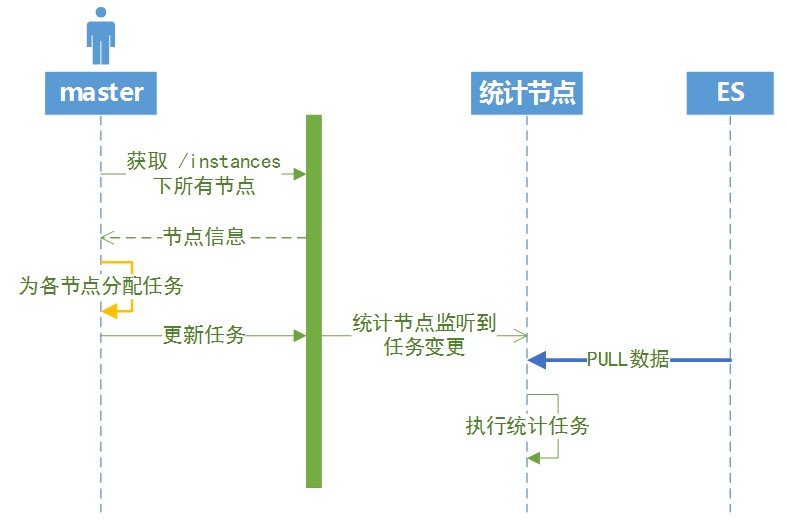 master
统计节点
ES
获取 /instances
下所有节点
节点信息
为各节点分配任务
更新任务
统计节点监听到
任务变更
PULL数据
执行统计任务